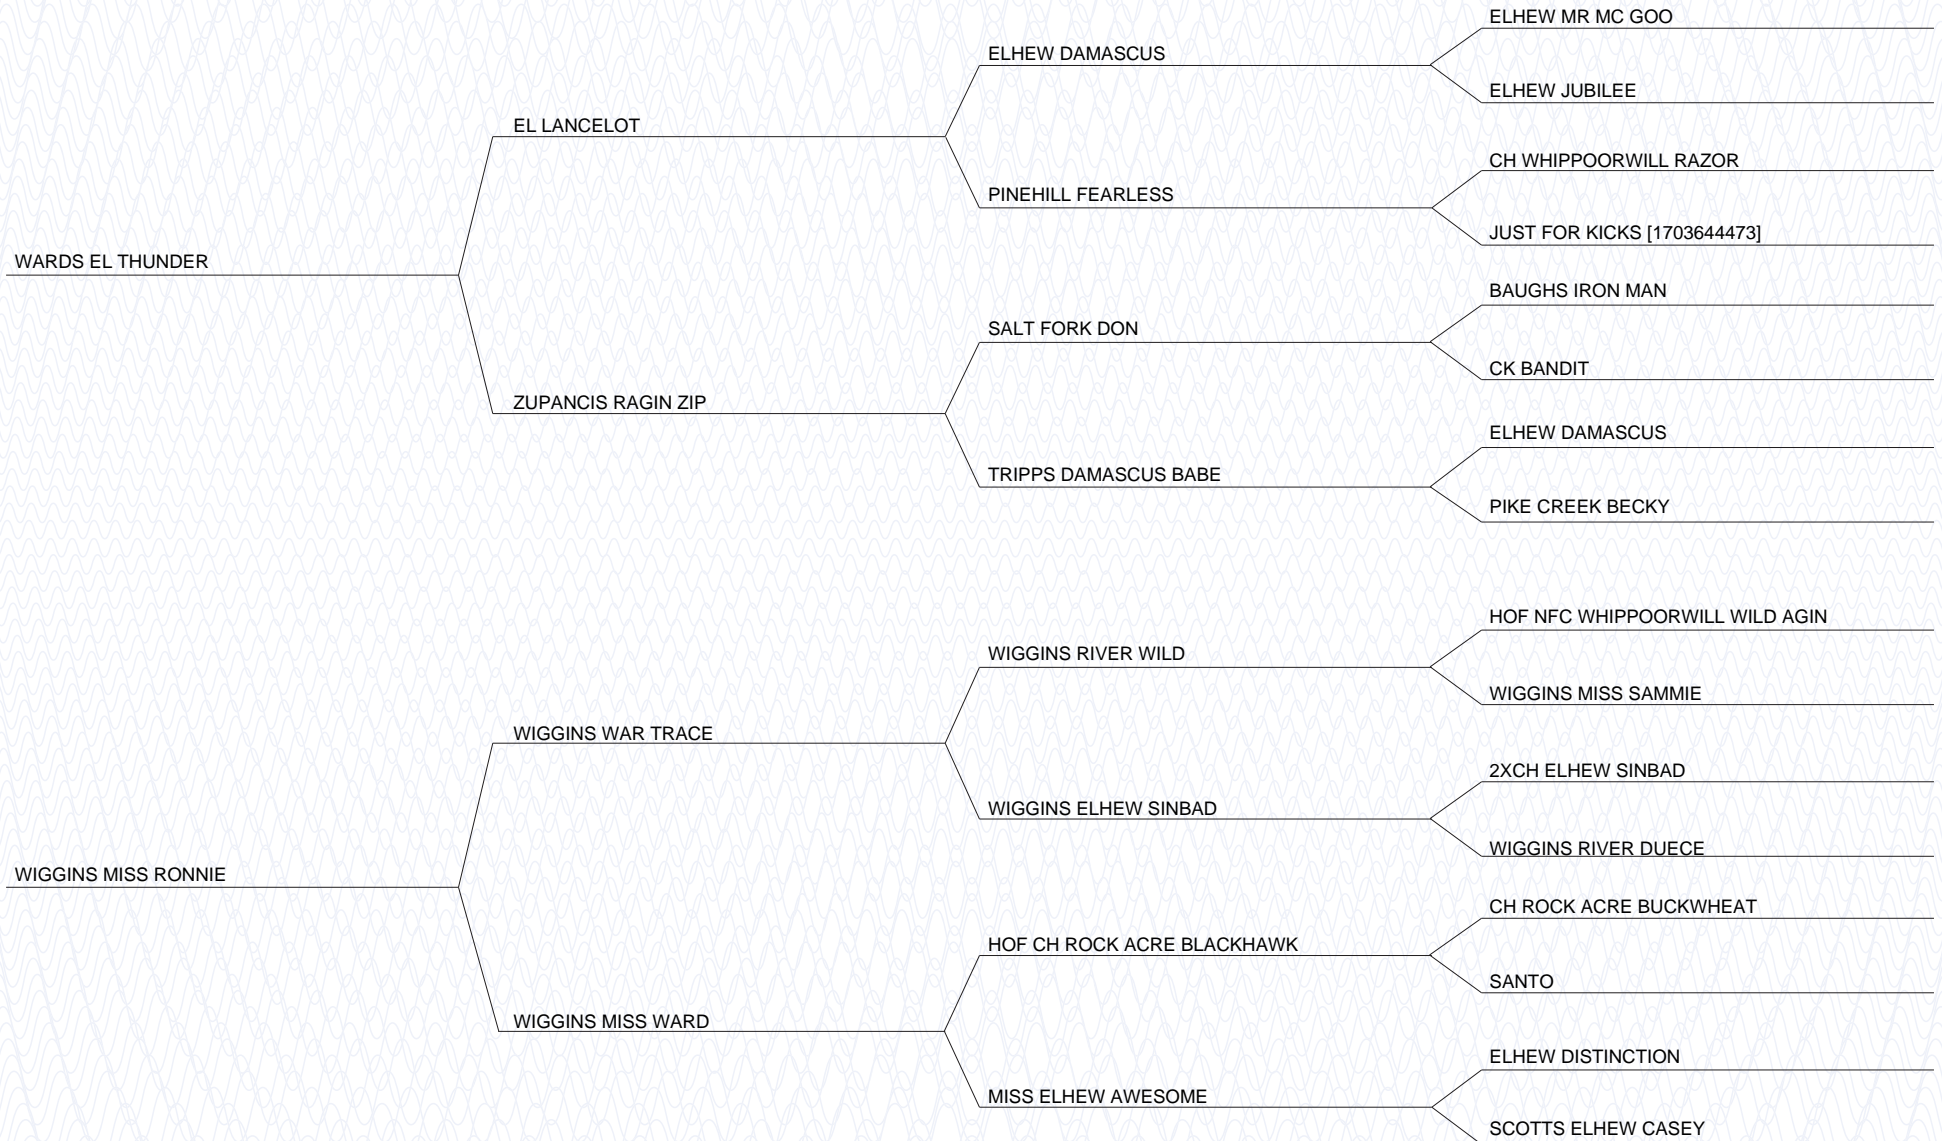 ELHEW MR MC GOO
ELHEW DAMASCUS
ELHEW JUBILEE
EL LANCELOT
CH WHIPPOORWILL RAZOR
PINEHILL FEARLESS
JUST FOR KICKS [1703644473]
WARDS EL THUNDER
BAUGHS IRON MAN
SALT FORK DON
CK BANDIT
ZUPANCIS RAGIN ZIP
ELHEW DAMASCUS
TRIPPS DAMASCUS BABE
PIKE CREEK BECKY
HOF NFC WHIPPOORWILL WILD AGIN
WIGGINS RIVER WILD
WIGGINS MISS SAMMIE
WIGGINS WAR TRACE
2XCH ELHEW SINBAD
WIGGINS ELHEW SINBAD
WIGGINS RIVER DUECE
WIGGINS MISS RONNIE
CH ROCK ACRE BUCKWHEAT
HOF CH ROCK ACRE BLACKHAWK
SANTO
WIGGINS MISS WARD
ELHEW DISTINCTION
MISS ELHEW AWESOME
SCOTTS ELHEW CASEY